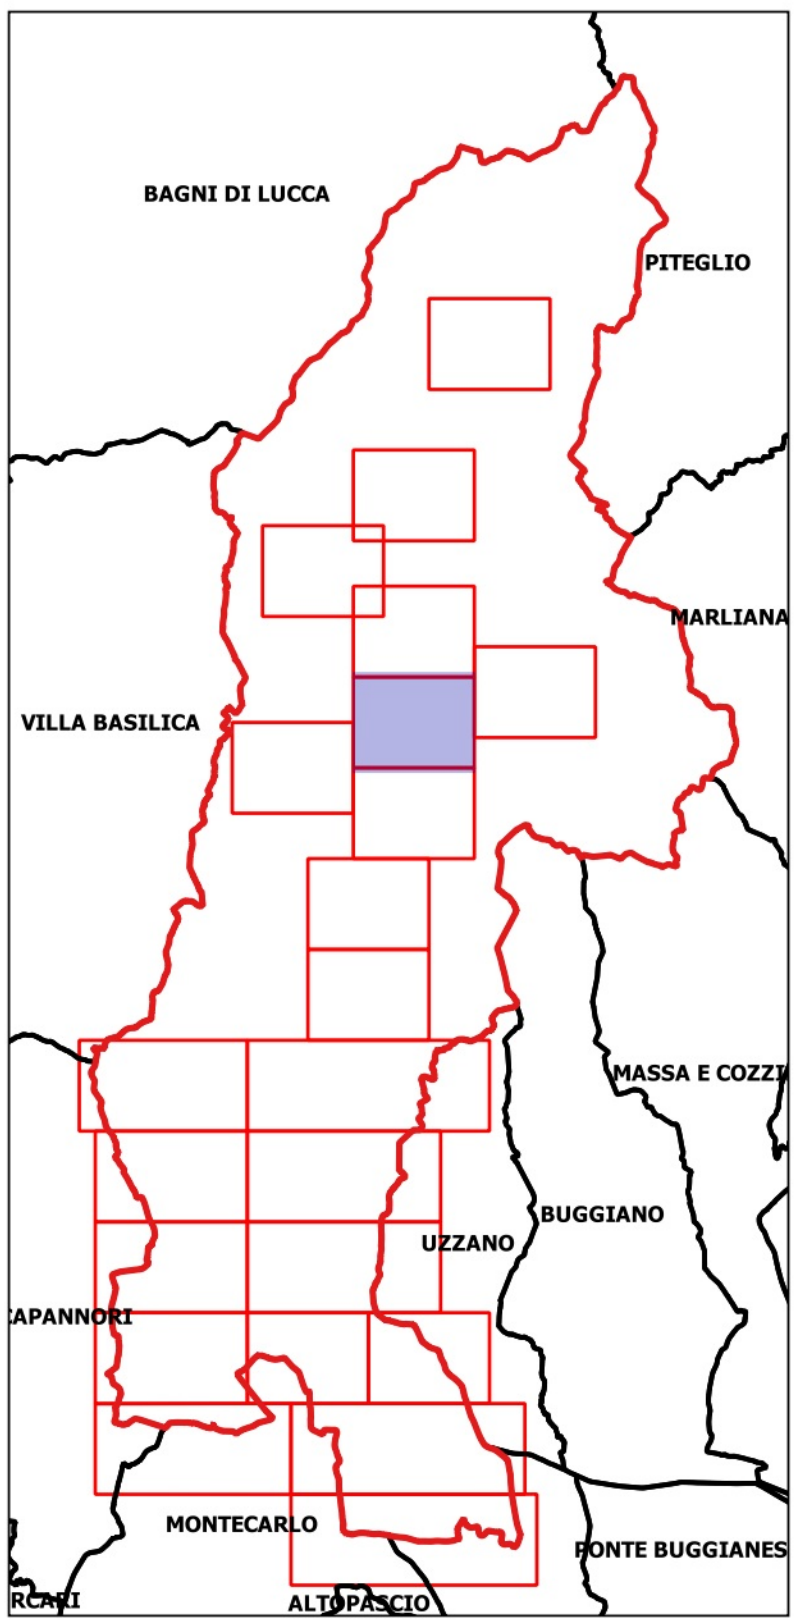 BAGNI DI LUCCA
PITEGLIO
MARLIANA
VILLA BASILICA
MASSA E COZZI
BUGGIANO
UZZANO
CAPANNORI
MONTECARLO
PONTE BUGGIANES
RCARI
ALTOPASCIO